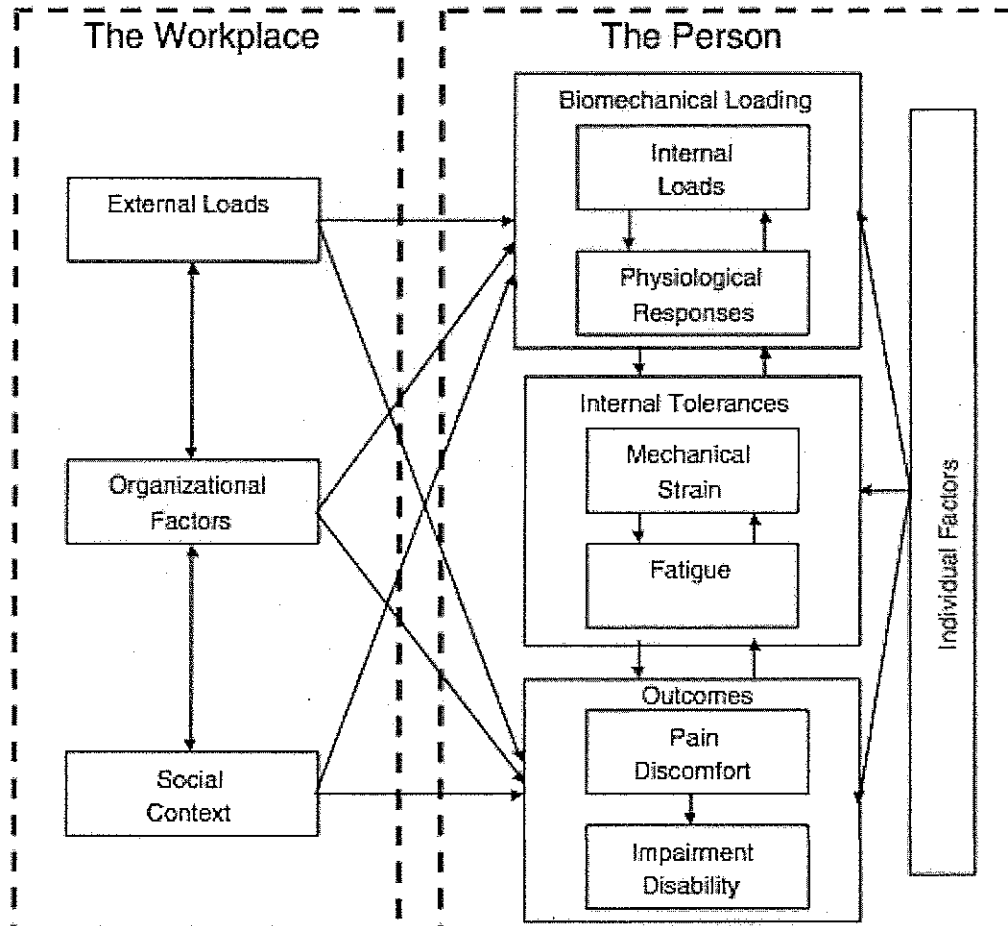 The Workplace
External Loads
Organizational
Factors
Social
Context
The Person
Biomechanical Loading
Internal
Loads
Physiological
Responses
Internal Tolerances
Mechanical
Strain
Fatigue
Outcomes
Pain
Discomfort
Impairment
Disability
Individual Factors